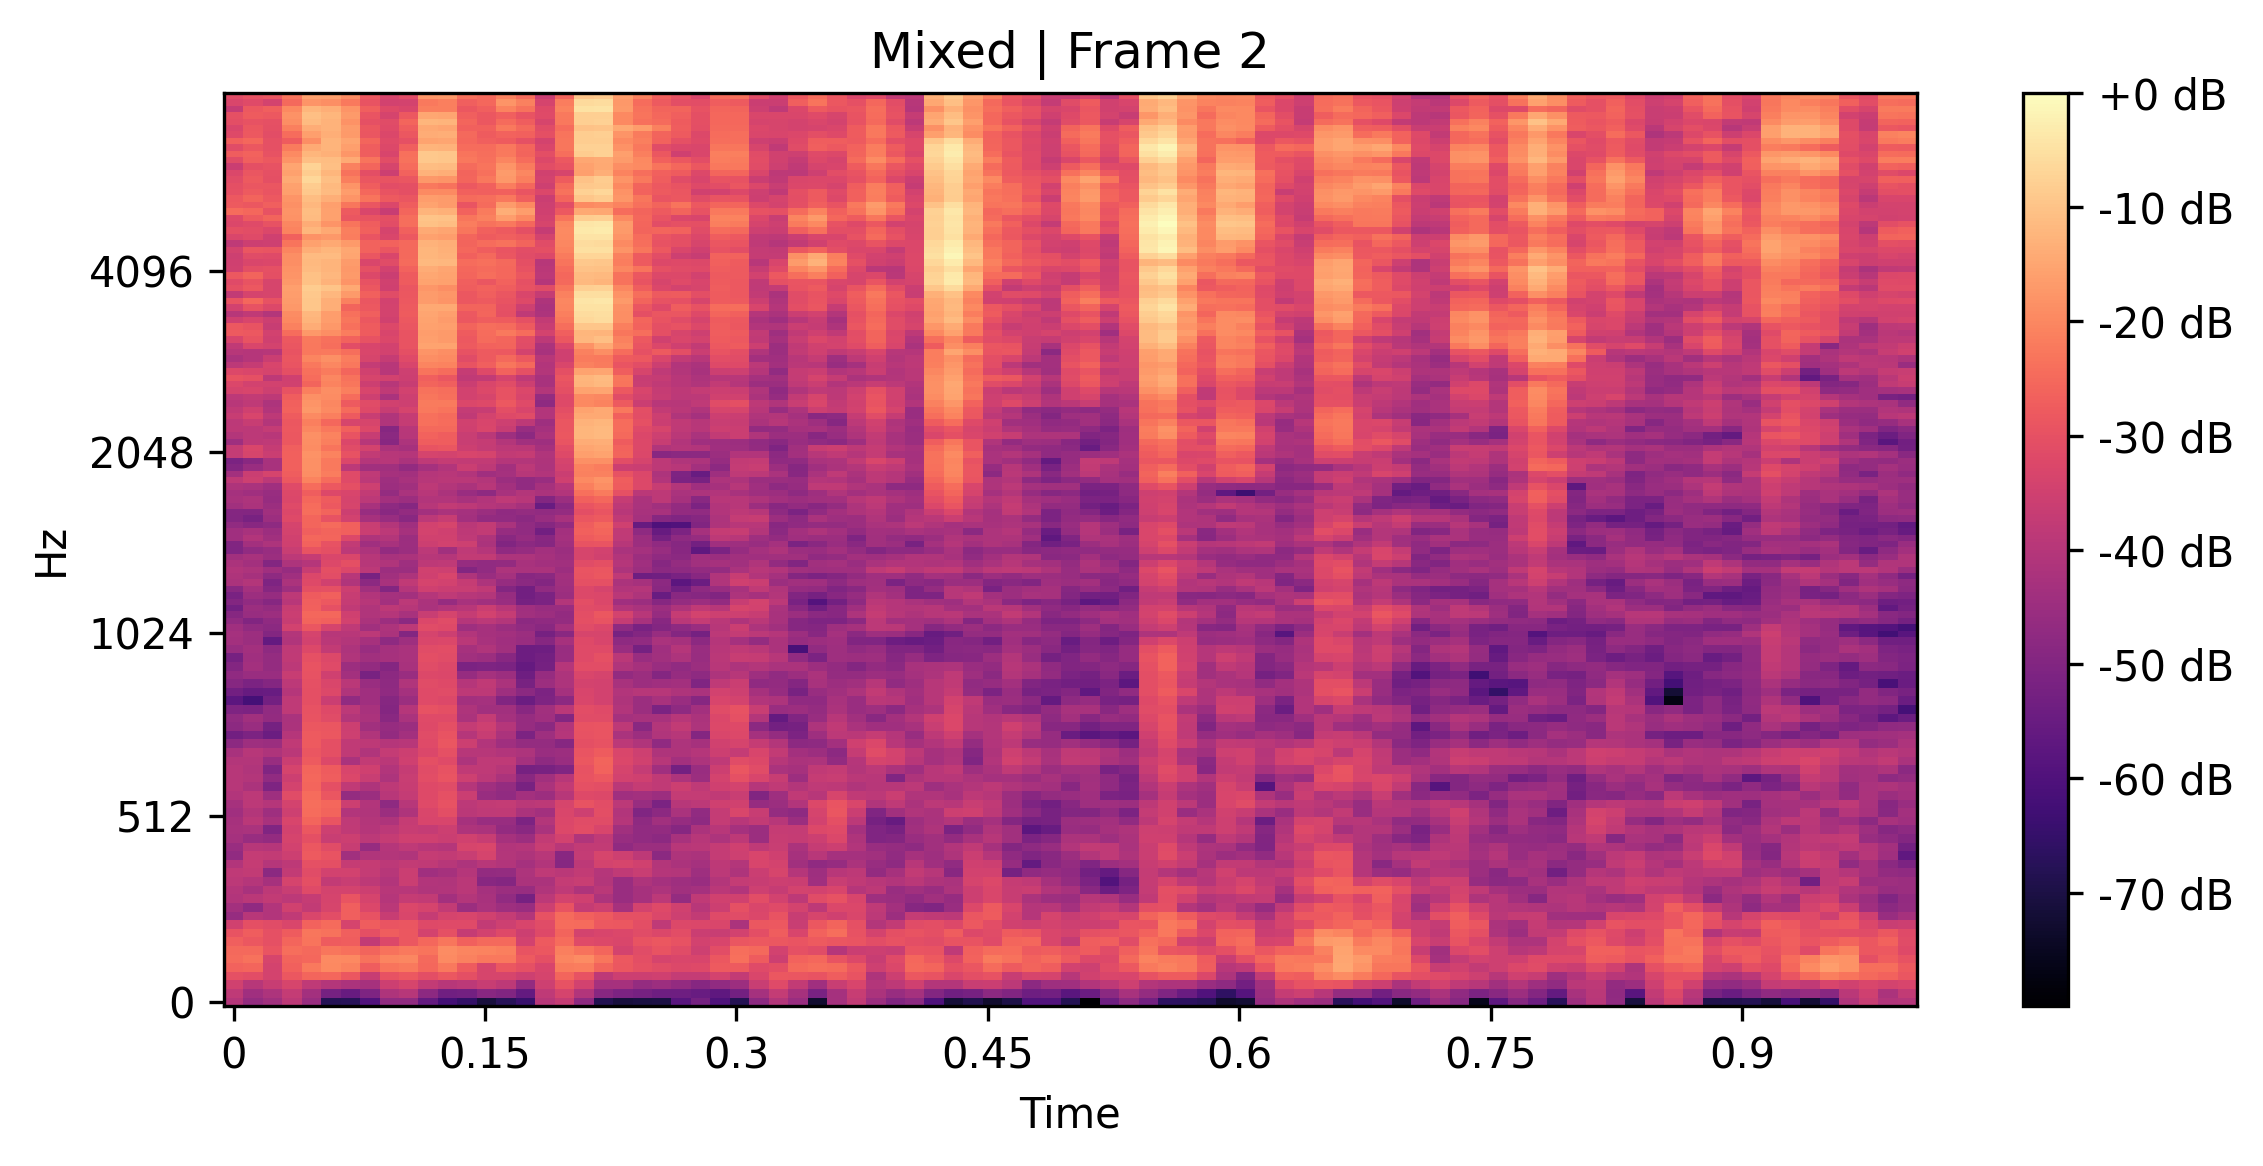 Mixed | Frame 2
+0 dB
-10 dB
-20 dB
-30 dB
-40 dB
-50 dB
-60 dB
-70 dB
4096
2048
1024
512
0
Hz
0
0.15
0.3
0.45
0.6
0.75
0.9
Time